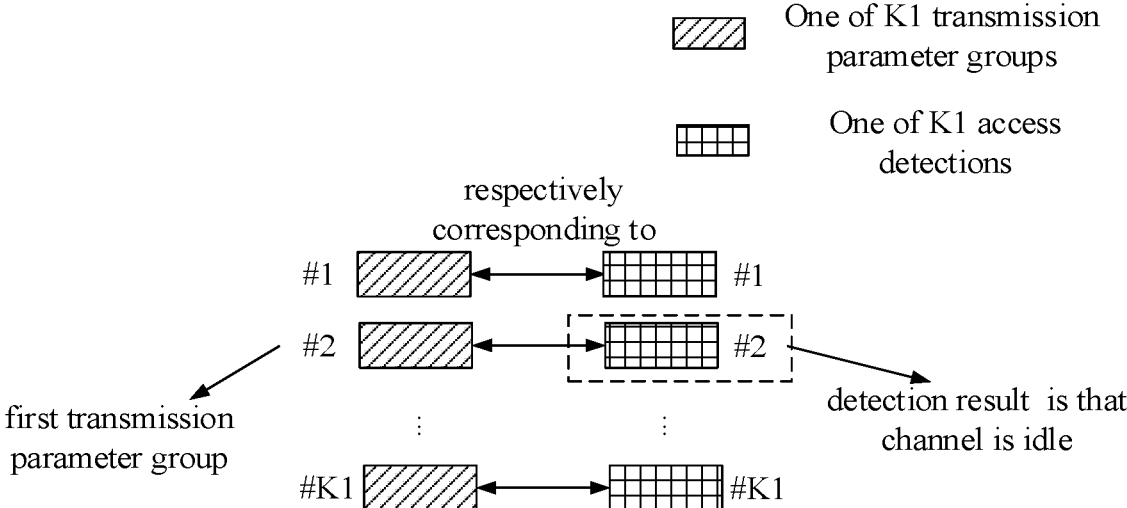 One of K1 transmission
parameter groups
One of K1 access
detections
respectively
corresponding to
#1
#1
#2
#2
first transmission
parameter group
detection result is that
channel is idle
⋮
⋮
#K1
#K1